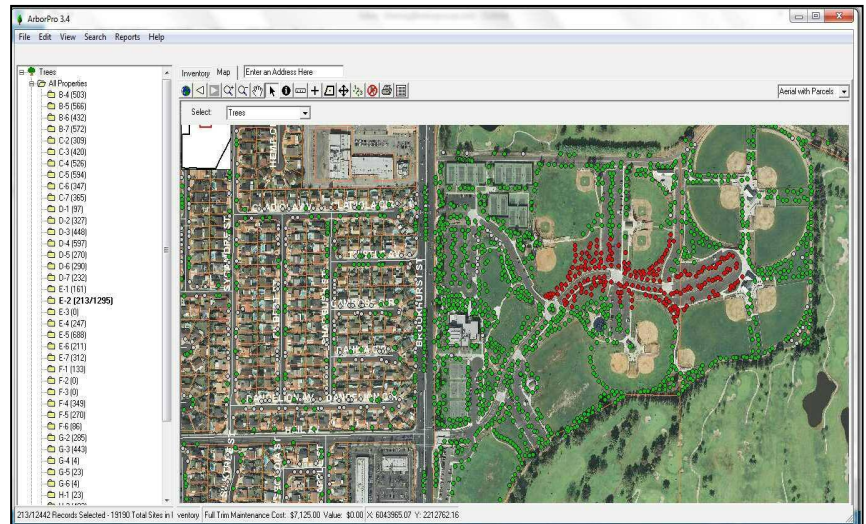 ArborPro 3.4
File Edit View Search Reports Help
Trees
All Properties
B-4 (503)
B-5 (566)
B-6 (432)
B-7 (572)
C-2 (309)
C-3 (420)
C-4 (526)
C-5 (594)
C-6 (347)
C-7 (365)
D-1 (97)
D-2 (327)
D-3 (448)
D-4 (597)
D-5 (270)
D-6 (290)
D-7 (232)
E-1 (161)
E-2 (213/1295)
E-3 (0)
E-4 (247)
E-5 (688)
E-6 (211)
E-7 (312)
F-1 (133)
F-2 (0)
F-3 (0)
F-4 (349)
F-5 (270)
F-6 (86)
G-2 (285)
G-3 (443)
G-4 (4)
G-5 (23)
G-6 (4)
H-1 (23)
Inventory Map Enter an Address Here
Aerial with Parcels
Select: Trees
BROOKHURST ST
213/12442 Records Selected - 19190 Total Sites in I ventory Full Trim Maintenance Cost: $7,125.00 Value: $0.00 X: 6043965.07 Y: 2212762.16